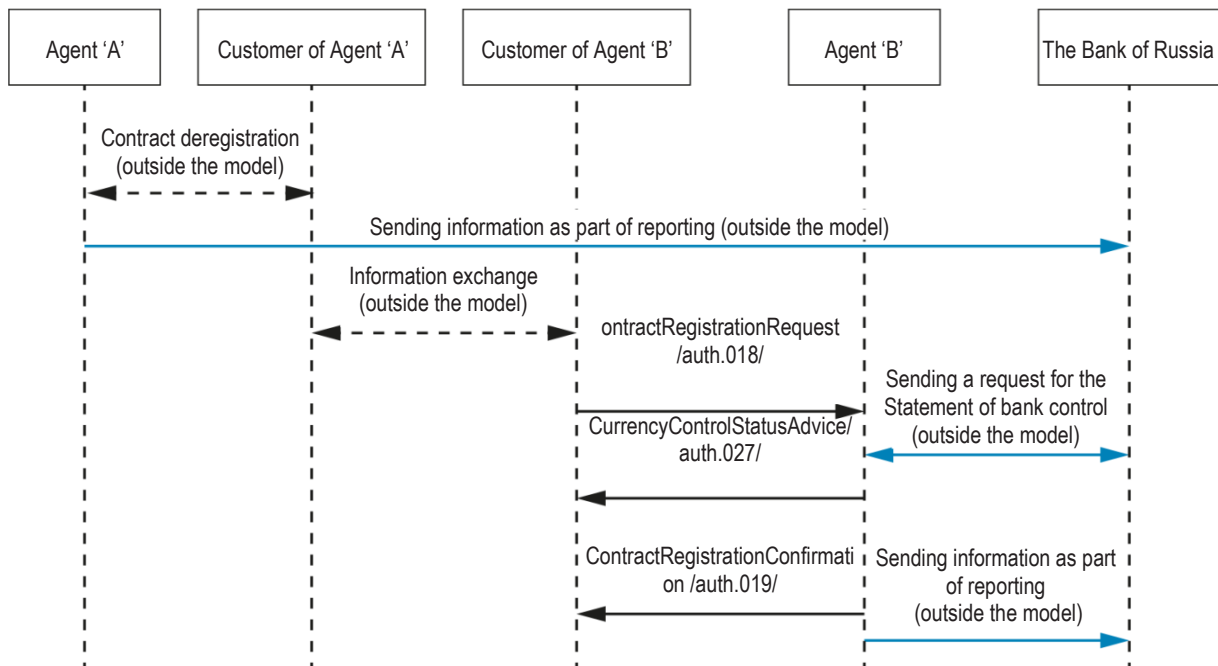 Agent ‘A’
Customer of Agent ‘A’
Customer of Agent ‘B’
Agent ‘B’
The Bank of Russia
Contract deregistration
(outside the model)
Sending information as part of reporting (outside the model)
Information exchange
(outside the model)
ontractRegistrationRequest
/auth.018/
Sending a request for the
Statement of bank control
(outside the model)
CurrencyControlStatusAdvice/
auth.027/
ContractRegistrationConfirmati
on /auth.019/
Sending information as part
of reporting
(outside the model)